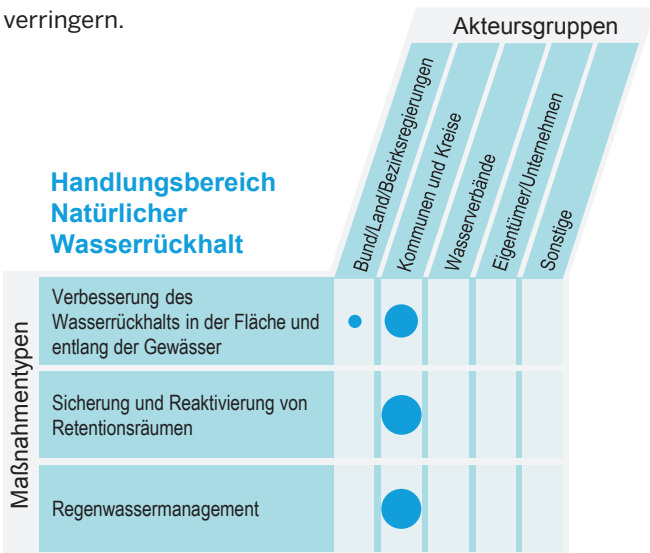 verringern.
Akteursgruppen
Bund/Land/Bezirksregierungen
Kommunen und Kreise
Wasserverbände
Eigentümer/Unternehmen
Sonstige
Handlungsbereich
Natürlicher
Wasserrückhalt
Maßnahmentypen
Verbesserung des
Wasserrückhalts in der Fläche und
entlang der Gewässer
Sicherung und Reaktivierung von
Retentionsräumen
Regenwassermanagement